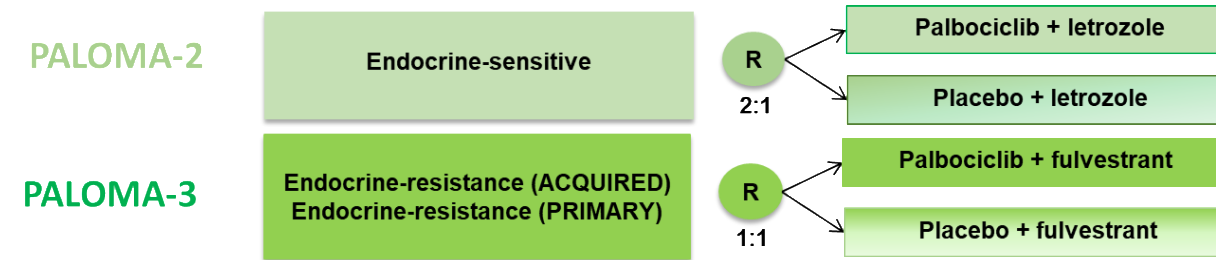 PALOMA-2
Endocrine-sensitive
R
2:1
Palbociclib + letrozole
Placebo + letrozole
PALOMA-3
Endocrine-resistance (ACQUIRED)
Endocrine-resistance (PRIMARY)
R
1:1
Palbociclib + fulvestrant
Placebo + fulvestrant